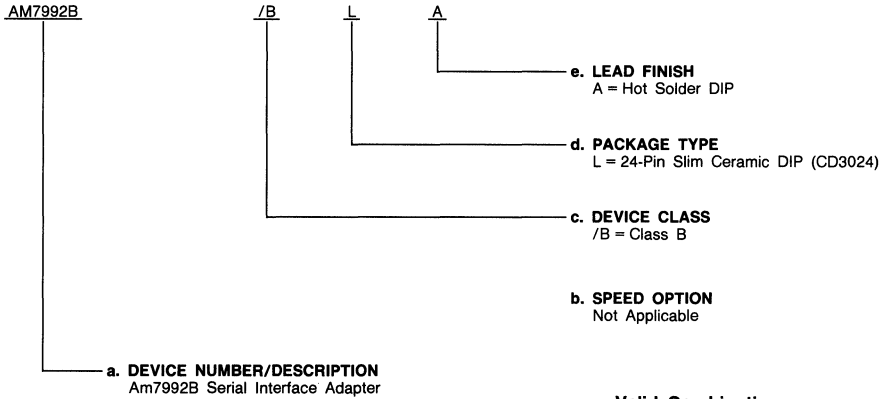 AM7992B /B L A
e. LEAD FINISH
A = Hot Solder DIP
d. PACKAGE TYPE
L = 24-Pin Slim Ceramic DIP (CD3024)
c. DEVICE CLASS
/B = Class B
b. SPEED OPTION
Not Applicable
a. DEVICE NUMBER/DESCRIPTION
Am7992B Serial Interface Adapter